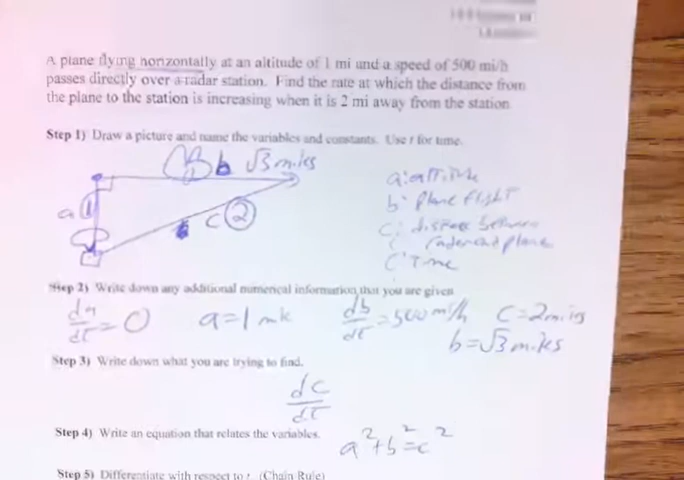 A plane flying horizontally at an altitude of 1 mi and a speed of 500 mi/h
passes directly over a radar station. Find the rate at which the distance from
the plane to the station is increasing when it is 2 mi away from the station
Step 1) Draw a picture and name the variables and constants. Use t for time.
b √3 miles
a 1
c 2
a: altitude
b: plane flight
c: distance between
radar and plane
t: Time
Step 2) Write down any additional numerical information that you are given
da/dt = 0 a=1 mile db/dt = 500 mi/h c=2 miles
b=√3 miles
Step 3) Write down what you are trying to find.
dc/dt
Step 4) Write an equation that relates the variables.
a²+b²=c²
Step 5) Differentiate with respect to t. (Chain Rule)